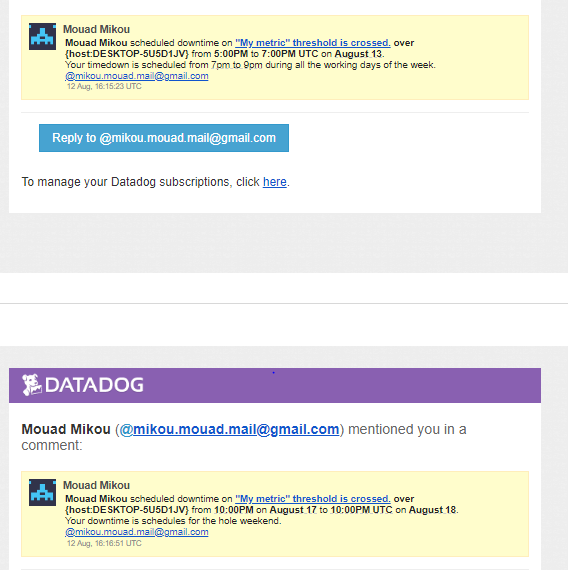 Mouad Mikou
Mouad Mikou scheduled downtime on "My metric" threshold is crossed. over
{host:DESKTOP-5U5D1JV} from 5:00PM to 7:00PM UTC on August 13.
Your timedown is scheduled from 7pm to 9pm during all the working days of the week.
@mikou.mouad.mail@gmail.com
12 Aug, 16:15:23 UTC
Reply to @mikou.mouad.mail@gmail.com
To manage your Datadog subscriptions, click here.
DATADOG
Mouad Mikou (@mikou.mouad.mail@gmail.com) mentioned you in a
comment:
Mouad Mikou
Mouad Mikou scheduled downtime on "My metric" threshold is crossed. over
{host:DESKTOP-5U5D1JV} from 10:00PM on August 17 to 10:00PM UTC on August 18.
Your downtime is schedules for the hole weekend.
@mikou.mouad.mail@gmail.com
12 Aug, 16:16:51 UTC